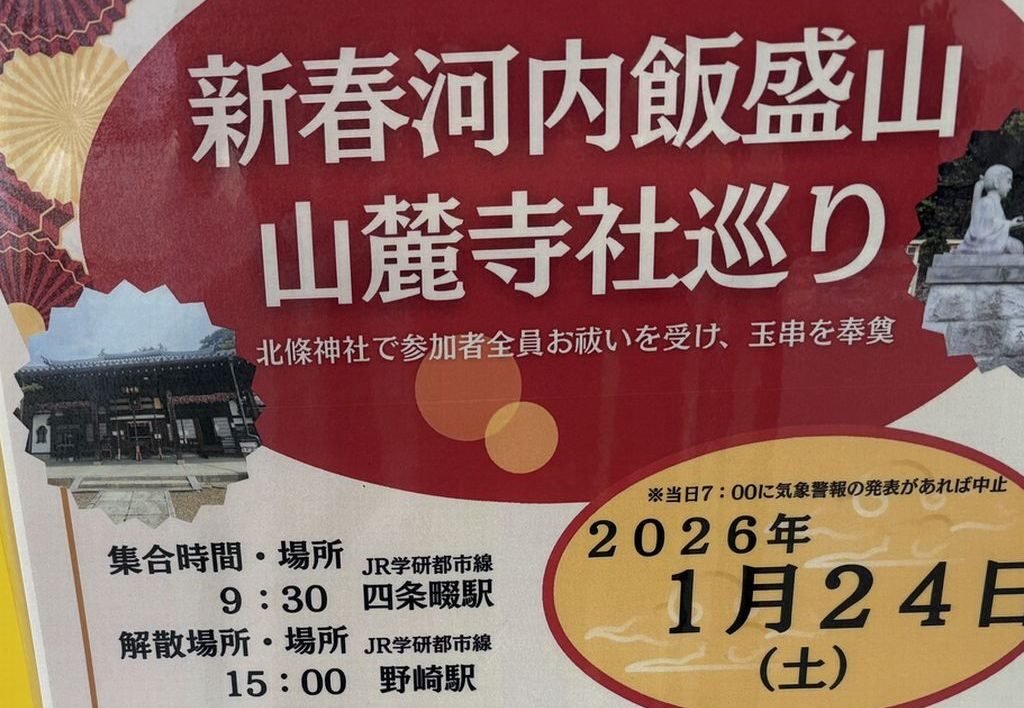 新春河内飯盛山
山麓寺社巡り
北條神社で参加者全員お祓いを受け、玉串を奉奠
※当日7：00に気象警報の発表があれば中止
2026年
1月24日
(土)
集合時間・場所 JR学研都市線
9：30 四条畷駅
解散場所・場所 JR学研都市線
15：00 野崎駅